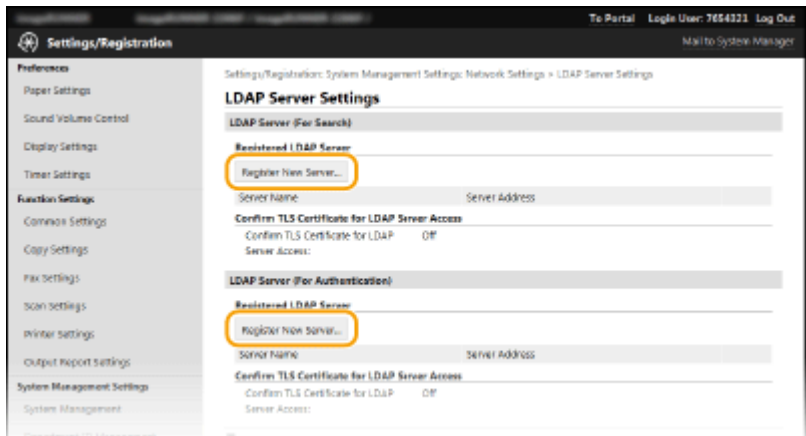 To Portal Login User: 7654321 Log Out
Settings/Registration
Mail to System Manager
Preferences
Paper Settings
Sound Volume Control
Display Settings
Timer Settings
Function Settings
Common Settings
Copy Settings
Fax Settings
Scan Settings
Printer Settings
Output Report Settings
System Management Settings
System Management
Department ID Management
Settings/Registration: System Management Settings: Network Settings > LDAP Server Settings
LDAP Server Settings
LDAP Server (For Search)
Registered LDAP Server
Register New Server...
Server Name Server Address
Confirm TLS Certificate for LDAP Server Access
Confirm TLS Certificate for LDAP Off
Server Access:
LDAP Server (For Authentication)
Registered LDAP Server
Register New Server...
Server Name Server Address
Confirm TLS Certificate for LDAP Server Access
Confirm TLS Certificate for LDAP Off
Server Access: